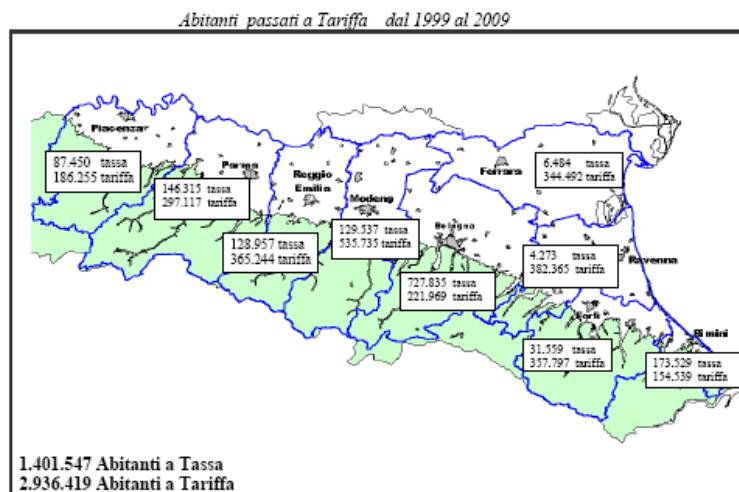 Abitanti passati a Tariffa dal 1999 al 2009
Piacenza
87.450 tassa
186.255 tariffa
Parma
146.315 tassa
297.117 tariffa
Reggio
Emilia
128.957 tassa
365.244 tariffa
Modena
129.537 tassa
535.735 tariffa
Bologna
727.835 tassa
221.969 tariffa
Ferrara
6.484 tassa
344.492 tariffa
Ravenna
4.273 tassa
382.365 tariffa
Forlì
31.559 tassa
357.797 tariffa
Rimini
173.529 tassa
154.539 tariffa
1.401.547 Abitanti a Tassa
2.936.419 Abitanti a Tariffa